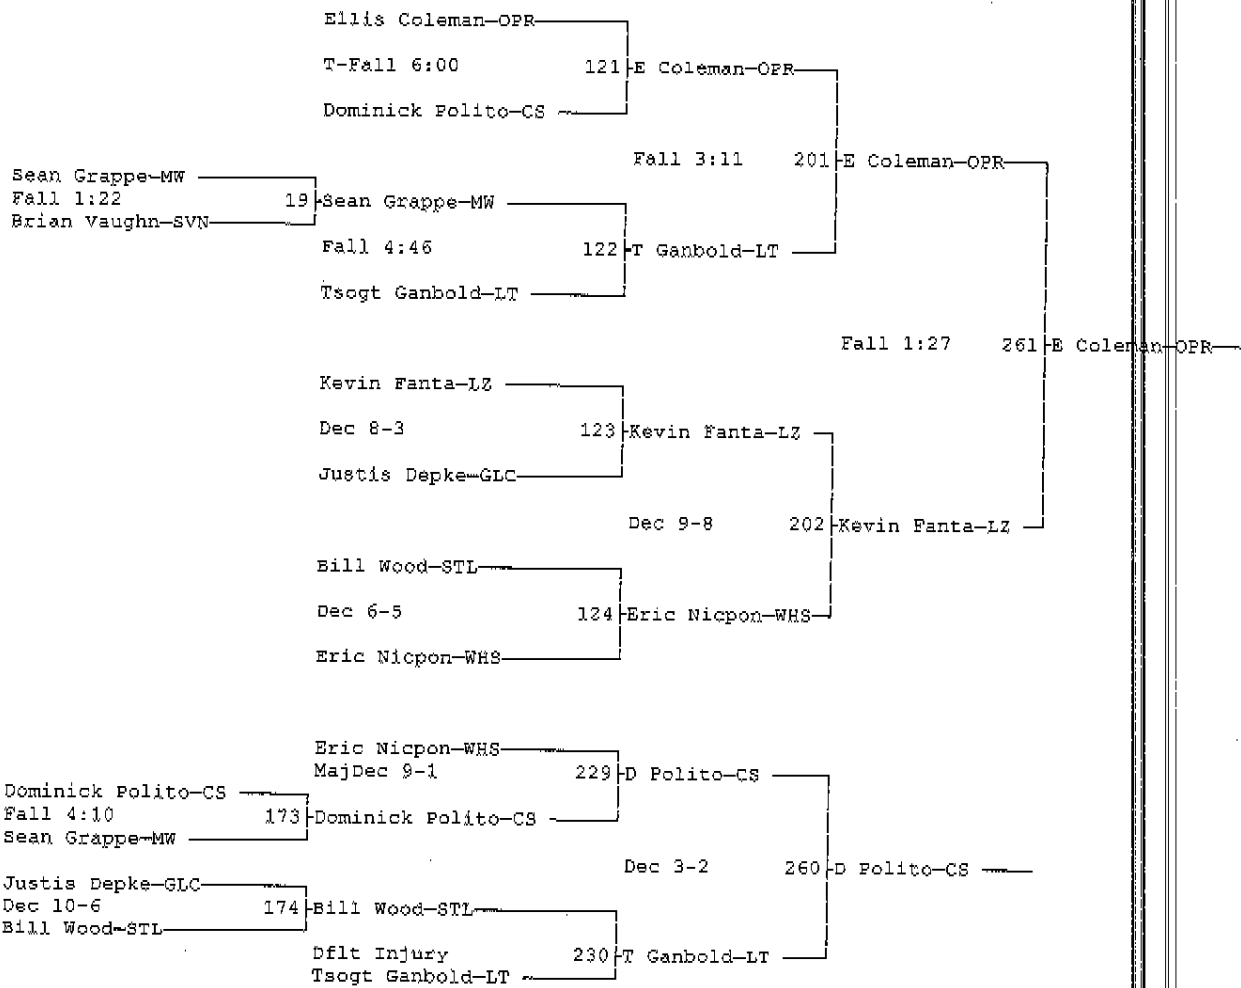 Ellis Coleman-OPR
T-Fall 6:00 121 E Coleman-OPR
Dominick Polito-CS
Fall 3:11 201 E Coleman-OPR
Sean Grappe-MW
Fall 1:22 19 Sean Grappe-MW
Brian Vaughn-SVN
Fall 4:46 122 T Ganbold-LT
Tsogt Ganbold-LT
Fall 1:27 261 E Coleman-OPR
Kevin Fanta-LZ
Dec 8-3 123 Kevin Fanta-LZ
Justis Depke-GLC
Dec 9-8 202 Kevin Fanta-LZ
Bill Wood-STL
Dec 6-5 124 Eric Nicpon-WHS
Eric Nicpon-WHS
Eric Nicpon-WHS
MajDec 9-1 229 D Polito-CS
Dominick Polito-CS
Fall 4:10 173 Dominick Polito-CS
Sean Grappe-MW
Dec 3-2 260 D Polito-CS
Justis Depke-GLC
Dec 10-6 174 Bill Wood-STL
Bill Wood-STL
Dflt Injury 230 T Ganbold-LT
Tsogt Ganbold-LT